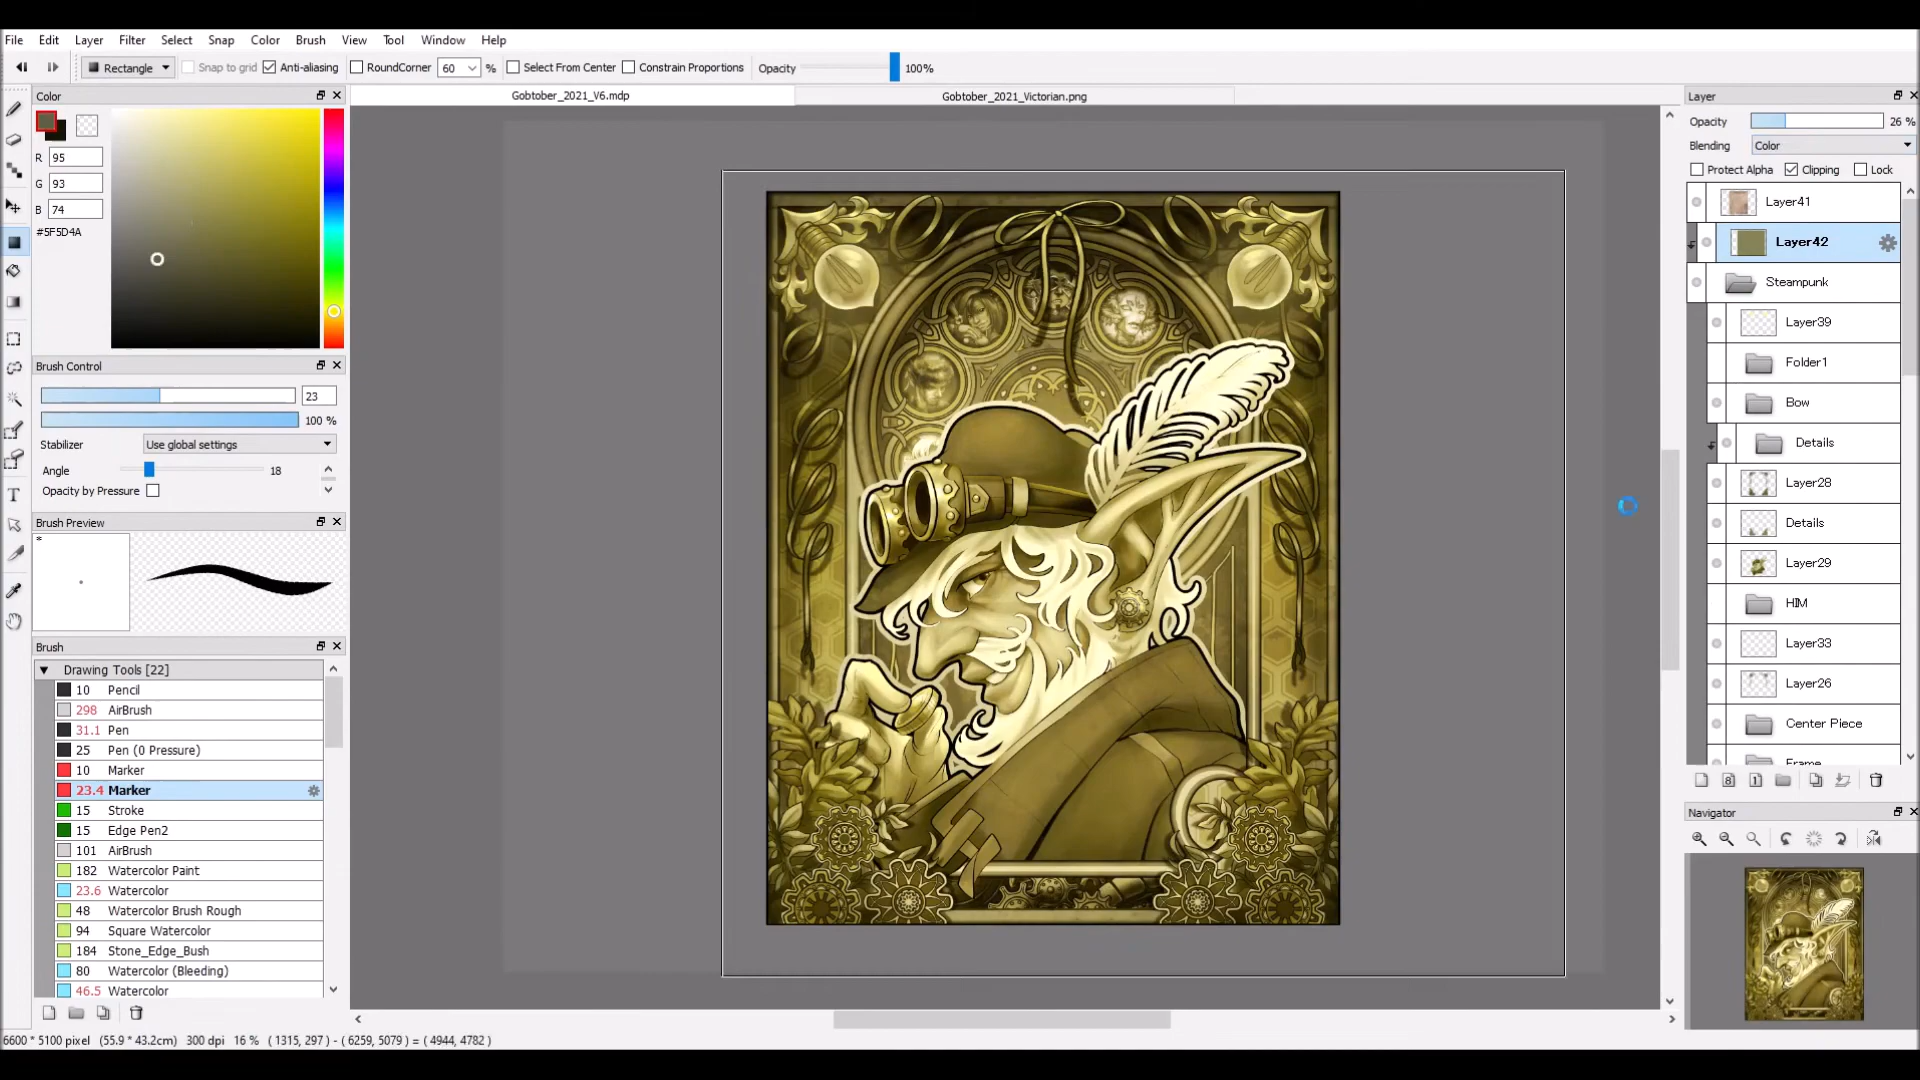 File Edit Layer Filter Select Snap Color Brush View Tool Window Help
Rectangle Snap to grid Anti-aliasing RoundCorner 60 % Select From Center Constrain Proportions Opacity 100%
Color
Gobtober_2021_V6.mdp Gobtober_2021_Victorian.png
R 95
G 93
B 74
#5F5D4A
Brush Control
23
100 %
Stabilizer Use global settings
Angle 18
Opacity by Pressure
Brush Preview
*
Brush
Drawing Tools [22]
10 Pencil
298 AirBrush
31.1 Pen
25 Pen (0 Pressure)
10 Marker
23.4 Marker
15 Stroke
15 Edge Pen2
101 AirBrush
182 Watercolor Paint
23.6 Watercolor
48 Watercolor Brush Rough
94 Square Watercolor
184 Stone_Edge_Bush
80 Watercolor (Bleeding)
46.5 Watercolor
6600 * 5100 pixel (55.9 * 43.2cm) 300 dpi 16 % ( 1315, 297 ) - ( 6259, 5079 ) = ( 4944, 4782 )
Layer
Opacity 26 %
Blending Color
Protect Alpha Clipping Lock
Layer41
Layer42
Steampunk
Layer39
Folder1
Bow
Details
Layer28
Details
Layer29
HIM
Layer33
Layer26
Center Piece
Frame
8 1
Navigator
T